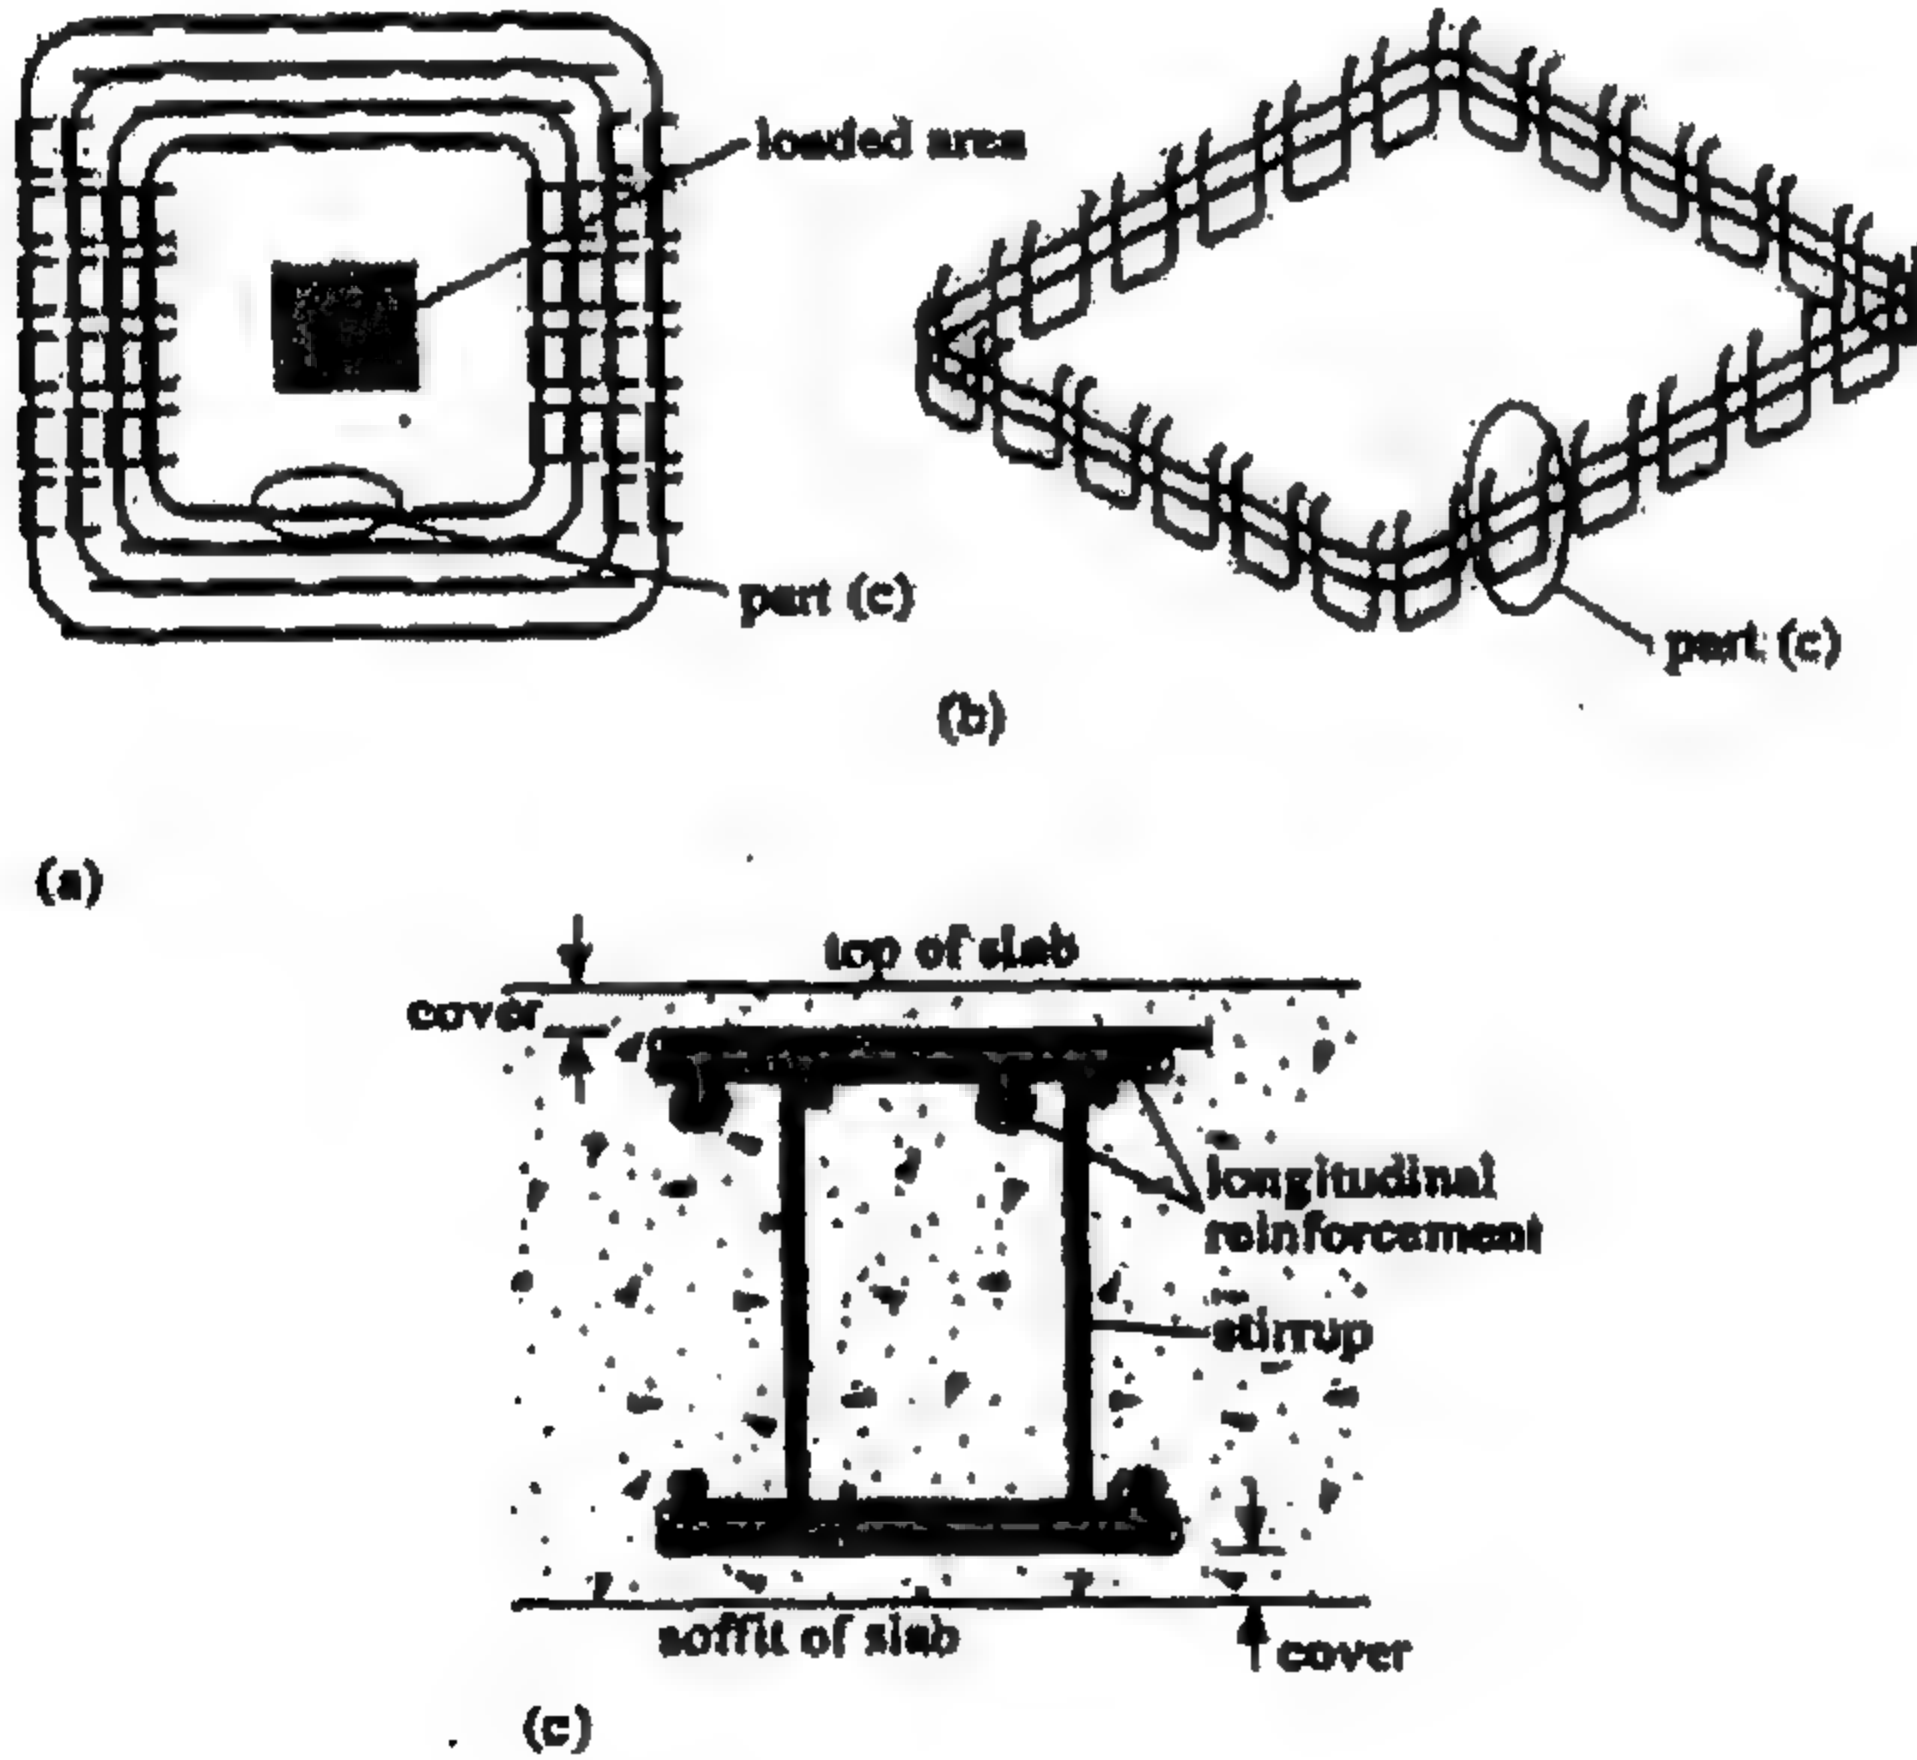 loaded area
part (c)
part (c)
(b)
(a)
top of slab
cover
longitudinal
reinforcement
stirrup
soffit of slab
cover
(c)